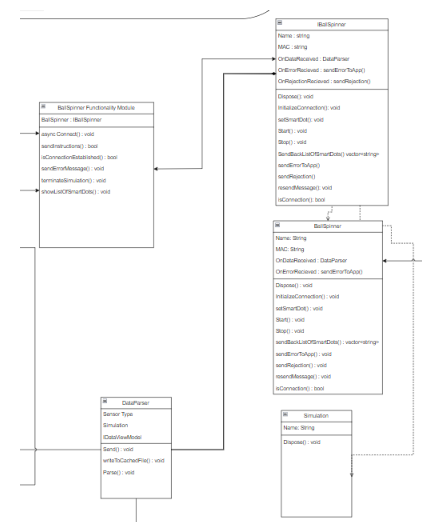 IBallSpinner
Name : string
MAC : string
OnDataReceived : DataParser
OnErrorRecieved : sendErrorToApp()
OnRejectionRecieved : sendRejection()
Dispose(): void
InitializeConnection(): void
setSmartDot(): void
Start() : void
Stop() : void
SendBackListOfSmartDots() vector<string>
sendErrorToApp()
sendRejection()
resendMessage(): void
isConnection(): bool
BallSpinner Functionality Module
BallSpinner : IBallSpinner
async Connect() : void
sendInstructions() : bool
isConnectionEstablished() : bool
sendErrorMessage() : void
terminateSimulation() : void
showListOfSmartDots() : void
BallSpinner
Name: String
MAC: String
OnDataReceived : DataParser
OnErrorRecieved : sendErrorToApp()
Dispose() : void
InitializeConnection() : void
setSmartDot() : void
Start() : void
Stop() : void
sendBackListOfSmartDots() : vector<string>
sendErrorToApp() : void
sendRejection() : void
resendMessage() : void
isConnection() : bool
DataParser
Sensor Type
Simulation
IDataViewModel
Send() : void
writeToCachedFile() : void
Parse() : void
Simulation
Name: String
Dispose() : void